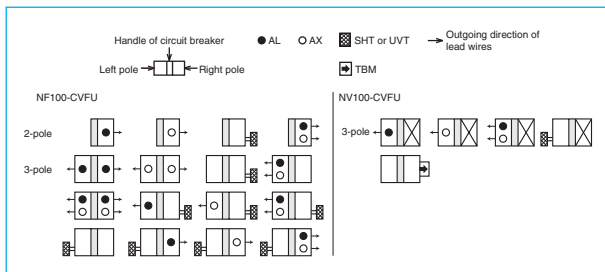 Handle of circuit breaker
AL
AX
SHT or UVT
Outgoing direction of
lead wires
Left pole
Right pole
TBM
NF100-CVFU
NV100-CVFU
2-pole
3-pole
3-pole